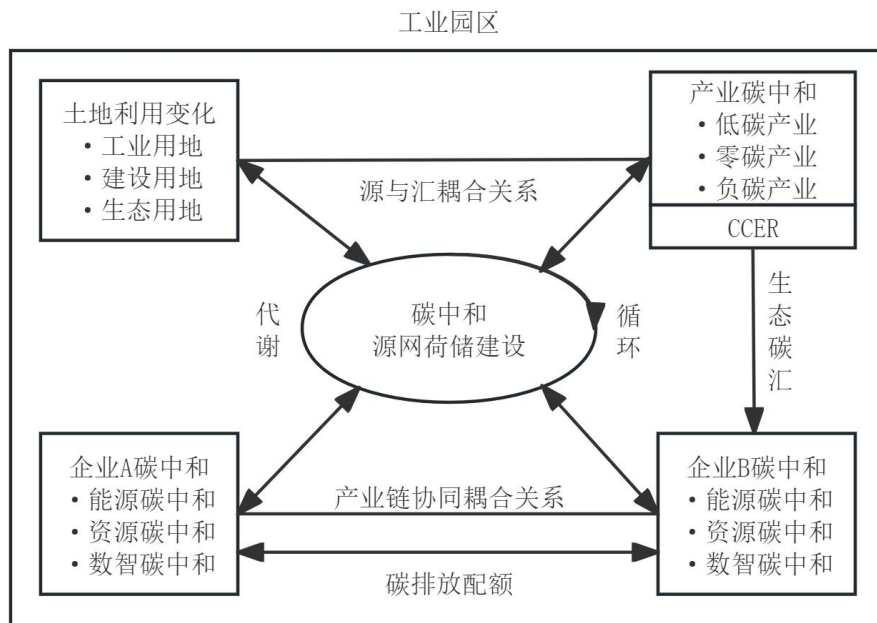 工业园区
土地利用变化
·工业用地
·建设用地
·生态用地
产业碳中和
·低碳产业
·零碳产业
·负碳产业
CCER
源与汇耦合关系
代谢
碳中和
源网荷储建设
循环
生态碳汇
企业A碳中和
·能源碳中和
·资源碳中和
·数智碳中和
产业链协同耦合关系
碳排放配额
企业B碳中和
·能源碳中和
·资源碳中和
·数智碳中和